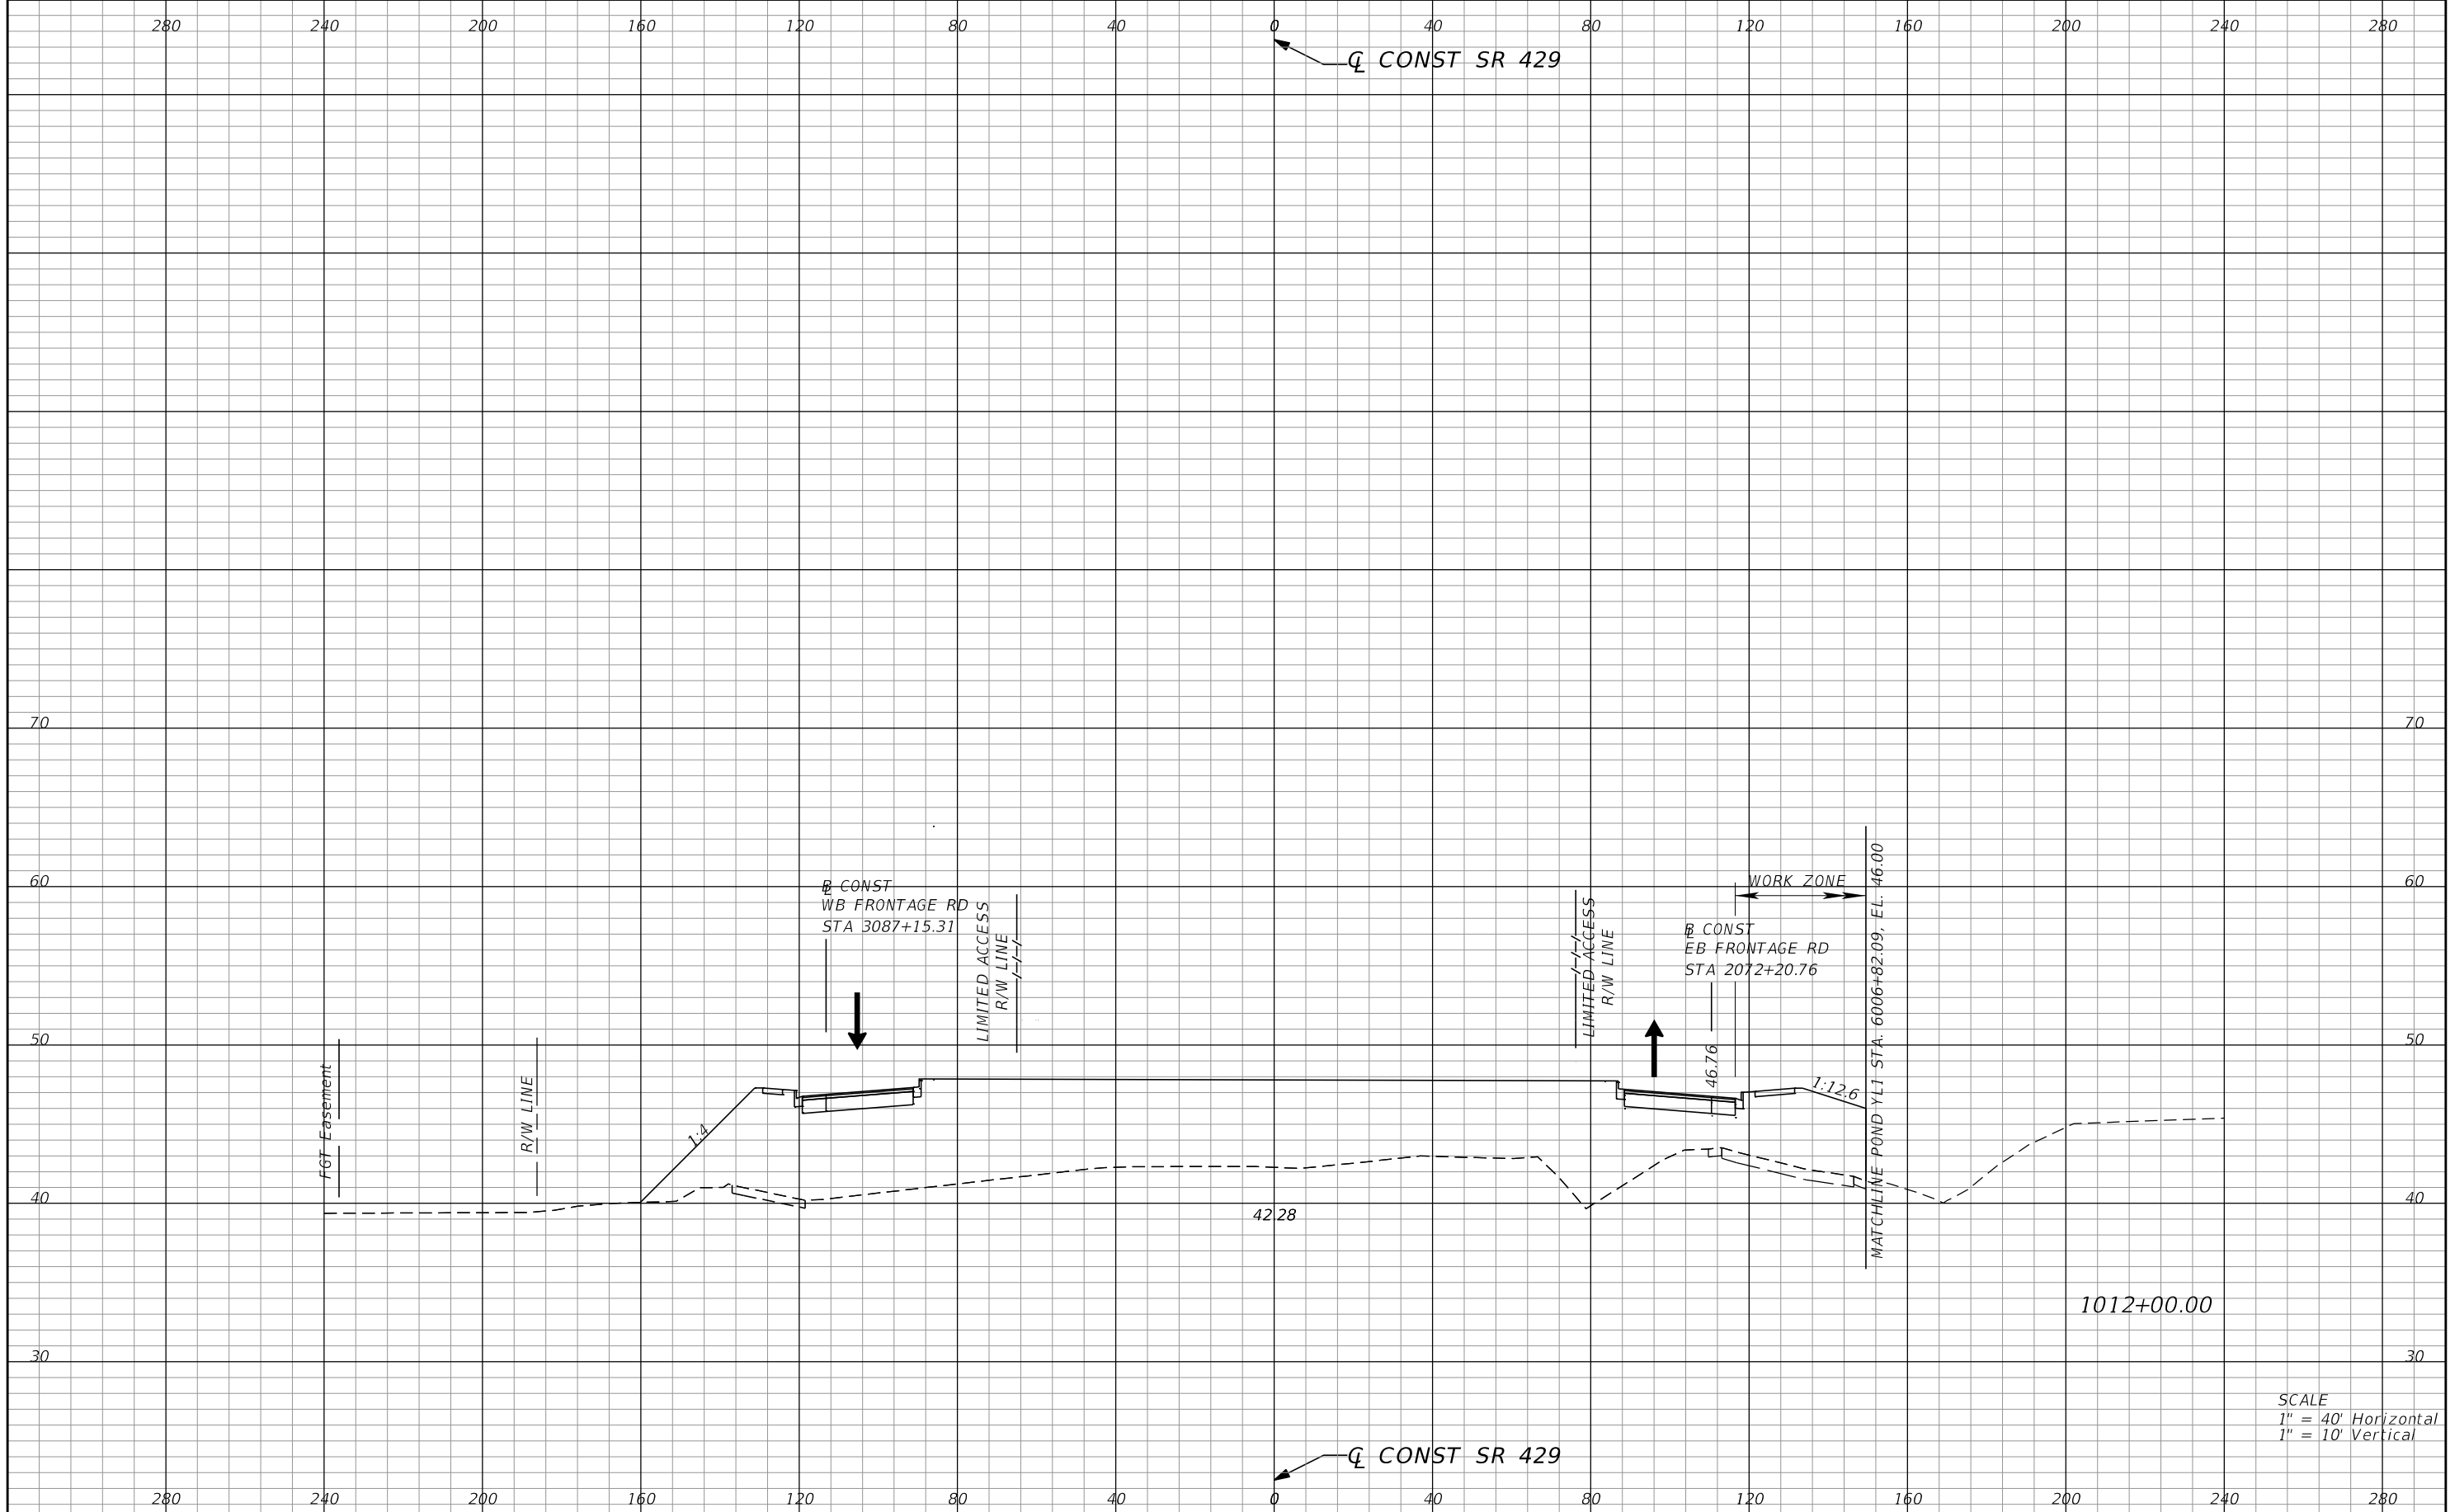 280 240 200 160 120 80 40 0 40 80 120 160 200 240 280
℄ CONST SR 429
70 70
60 60
50 50
40 40
30 30
℄ CONST
WB FRONTAGE RD
STA 3087+15.31
LIMITED ACCESS
R/W LINE
LIMITED ACCESS
R/W LINE
WORK ZONE
℄ CONST
EB FRONTAGE RD
STA 2072+20.76
46.76
MATCHLINE POND YL1 STA. 6006+82.09, EL. 46.00
FGT Easement
R/W LINE
1:4
1:12.6
42.28
1012+00.00
SCALE
1" = 40' Horizontal
1" = 10' Vertical
℄ CONST SR 429
280 240 200 160 120 80 40 0 40 80 120 160 200 240 280